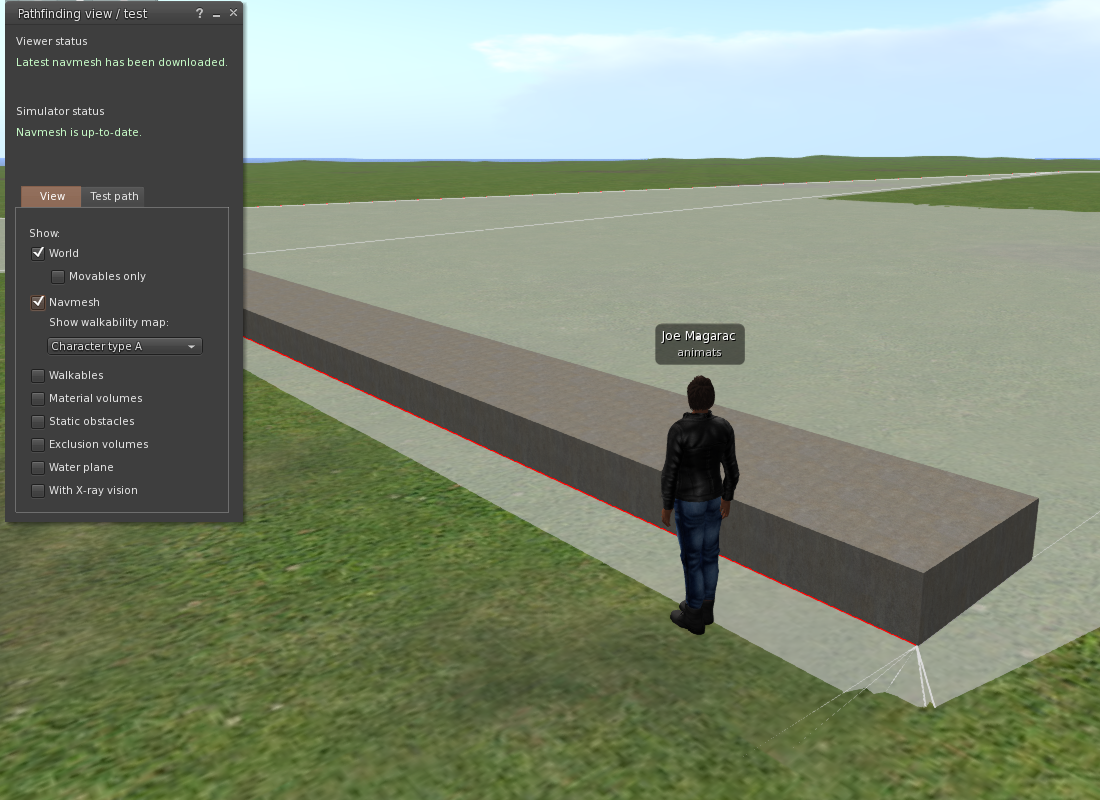 Pathfinding view / test ?
Viewer status
Latest navmesh has been downloaded.
Simulator status
Navmesh is up-to-date.
View Test path
Show:
World
Movables only
Navmesh
Show walkability map:
Character type A
Walkables
Material volumes
Static obstacles
Exclusion volumes
Water plane
With X-ray vision
Joe Magarac
animats